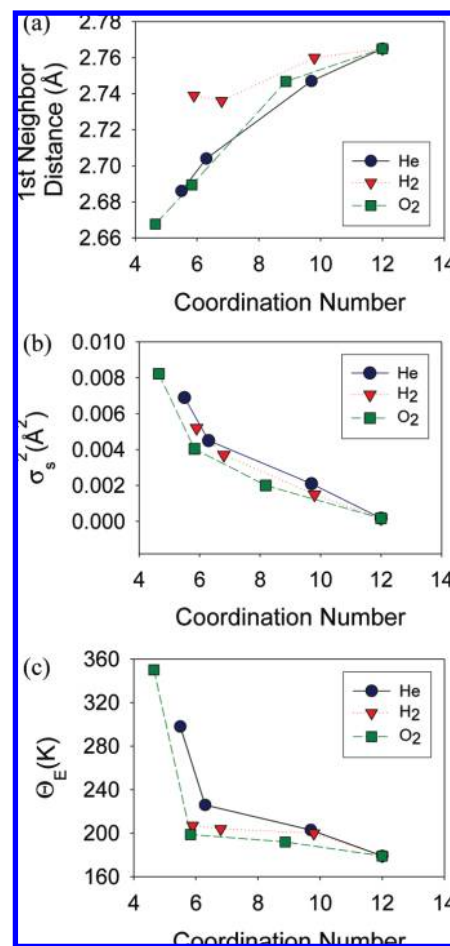 (a)
1st Neighbor
Distance (Å)
2.76
2.74
2.72
2.70
2.68
2.66
He
H2
O2
4 6 8 10 12 14
Coordination Number
(b)
σs²(Å²)
0.010
0.008
0.006
0.004
0.002
0.000
He
H2
O2
4 6 8 10 12 14
Coordination Number
(c)
ΘE(K)
360
320
280
240
200
160
He
H2
O2
4 6 8 10 12 14
Coordination Number